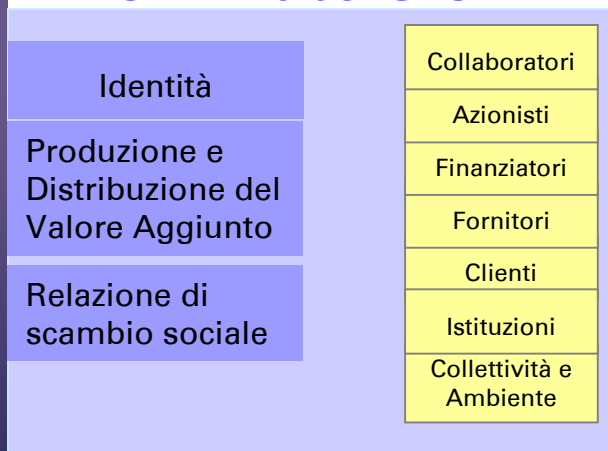 Identità
Produzione e
Distribuzione del
Valore Aggiunto
Relazione di
scambio sociale
Collaboratori
Azionisti
Finanziatori
Fornitori
Clienti
Istituzioni
Collettività e
Ambiente